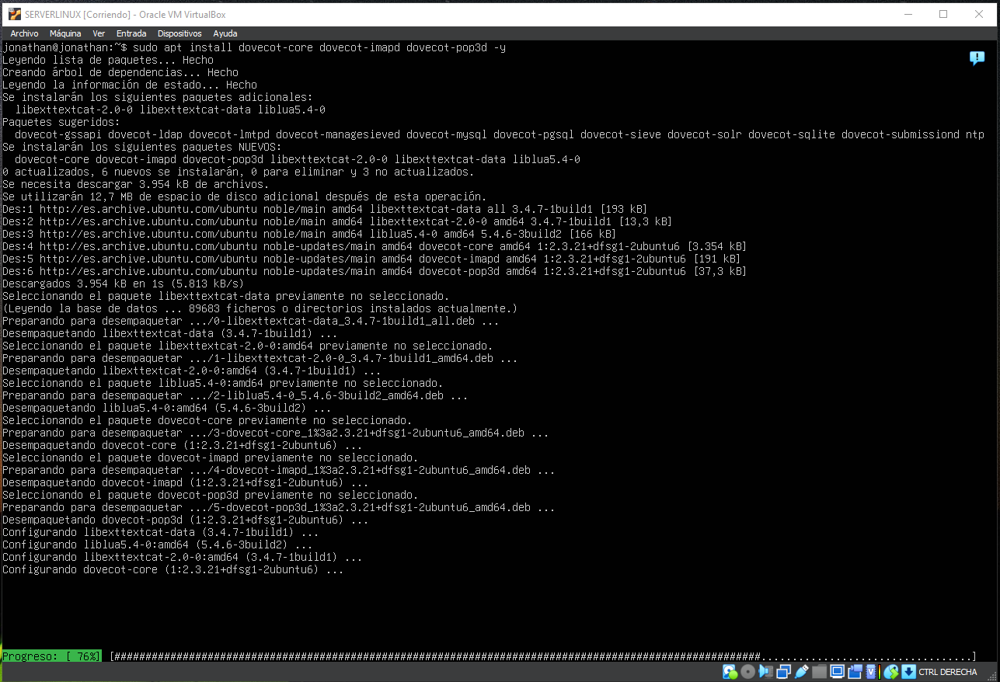 SERVERLINUX [Corriendo] - Oracle VM VirtualBox
Archivo Máquina Ver Entrada Dispositivos Ayuda
jonathan@jonathan:~$ sudo apt install dovecot-core dovecot-imapd dovecot-pop3d -y
Leyendo lista de paquetes... Hecho
Creando árbol de dependencias... Hecho
Leyendo la información de estado... Hecho
Se instalarán los siguientes paquetes adicionales:
  libexttextcat-2.0-0 libexttextcat-data liblua5.4-0
Paquetes sugeridos:
  dovecot-gssapi dovecot-ldap dovecot-lmtpd dovecot-managesieved dovecot-mysql dovecot-pgsql dovecot-sieve dovecot-solr dovecot-sqlite dovecot-submissiond ntp
Se instalarán los siguientes paquetes NUEVOS:
  dovecot-core dovecot-imapd dovecot-pop3d libexttextcat-2.0-0 libexttextcat-data liblua5.4-0
0 actualizados, 6 nuevos se instalarán, 0 para eliminar y 3 no actualizados.
Se necesita descargar 3.954 kB de archivos.
Se utilizarán 12,7 MB de espacio de disco adicional después de esta operación.
Des:1 http://es.archive.ubuntu.com/ubuntu noble/main amd64 libexttextcat-data all 3.4.7-1build1 [193 kB]
Des:2 http://es.archive.ubuntu.com/ubuntu noble/main amd64 libexttextcat-2.0-0 amd64 3.4.7-1build1 [13,3 kB]
Des:3 http://es.archive.ubuntu.com/ubuntu noble/main amd64 liblua5.4-0 amd64 5.4.6-3build2 [166 kB]
Des:4 http://es.archive.ubuntu.com/ubuntu noble-updates/main amd64 dovecot-core amd64 1:2.3.21+dfsg1-2ubuntu6 [3.354 kB]
Des:5 http://es.archive.ubuntu.com/ubuntu noble-updates/main amd64 dovecot-imapd amd64 1:2.3.21+dfsg1-2ubuntu6 [191 kB]
Des:6 http://es.archive.ubuntu.com/ubuntu noble-updates/main amd64 dovecot-pop3d amd64 1:2.3.21+dfsg1-2ubuntu6 [37,3 kB]
Descargados 3.954 kB en 1s (5.813 kB/s)
Seleccionando el paquete libexttextcat-data previamente no seleccionado.
(Leyendo la base de datos ... 89683 ficheros o directorios instalados actualmente.)
Preparando para desempaquetar .../0-libexttextcat-data_3.4.7-1build1_all.deb ...
Desempaquetando libexttextcat-data (3.4.7-1build1) ...
Seleccionando el paquete libexttextcat-2.0-0:amd64 previamente no seleccionado.
Preparando para desempaquetar .../1-libexttextcat-2.0-0_3.4.7-1build1_amd64.deb ...
Desempaquetando libexttextcat-2.0-0:amd64 (3.4.7-1build1) ...
Seleccionando el paquete liblua5.4-0:amd64 previamente no seleccionado.
Preparando para desempaquetar .../2-liblua5.4-0_5.4.6-3build2_amd64.deb ...
Desempaquetando liblua5.4-0:amd64 (5.4.6-3build2) ...
Seleccionando el paquete dovecot-core previamente no seleccionado.
Preparando para desempaquetar .../3-dovecot-core_1%3a2.3.21+dfsg1-2ubuntu6_amd64.deb ...
Desempaquetando dovecot-core (1:2.3.21+dfsg1-2ubuntu6) ...
Seleccionando el paquete dovecot-imapd previamente no seleccionado.
Preparando para desempaquetar .../4-dovecot-imapd_1%3a2.3.21+dfsg1-2ubuntu6_amd64.deb ...
Desempaquetando dovecot-imapd (1:2.3.21+dfsg1-2ubuntu6) ...
Seleccionando el paquete dovecot-pop3d previamente no seleccionado.
Preparando para desempaquetar .../5-dovecot-pop3d_1%3a2.3.21+dfsg1-2ubuntu6_amd64.deb ...
Desempaquetando dovecot-pop3d (1:2.3.21+dfsg1-2ubuntu6) ...
Configurando libexttextcat-data (3.4.7-1build1) ...
Configurando liblua5.4-0:amd64 (5.4.6-3build2) ...
Configurando libexttextcat-2.0-0:amd64 (3.4.7-1build1) ...
Configurando dovecot-core (1:2.3.21+dfsg1-2ubuntu6) ...
Progreso: [ 76%] [########################################################################################################..................................]
CTRL DERECHA